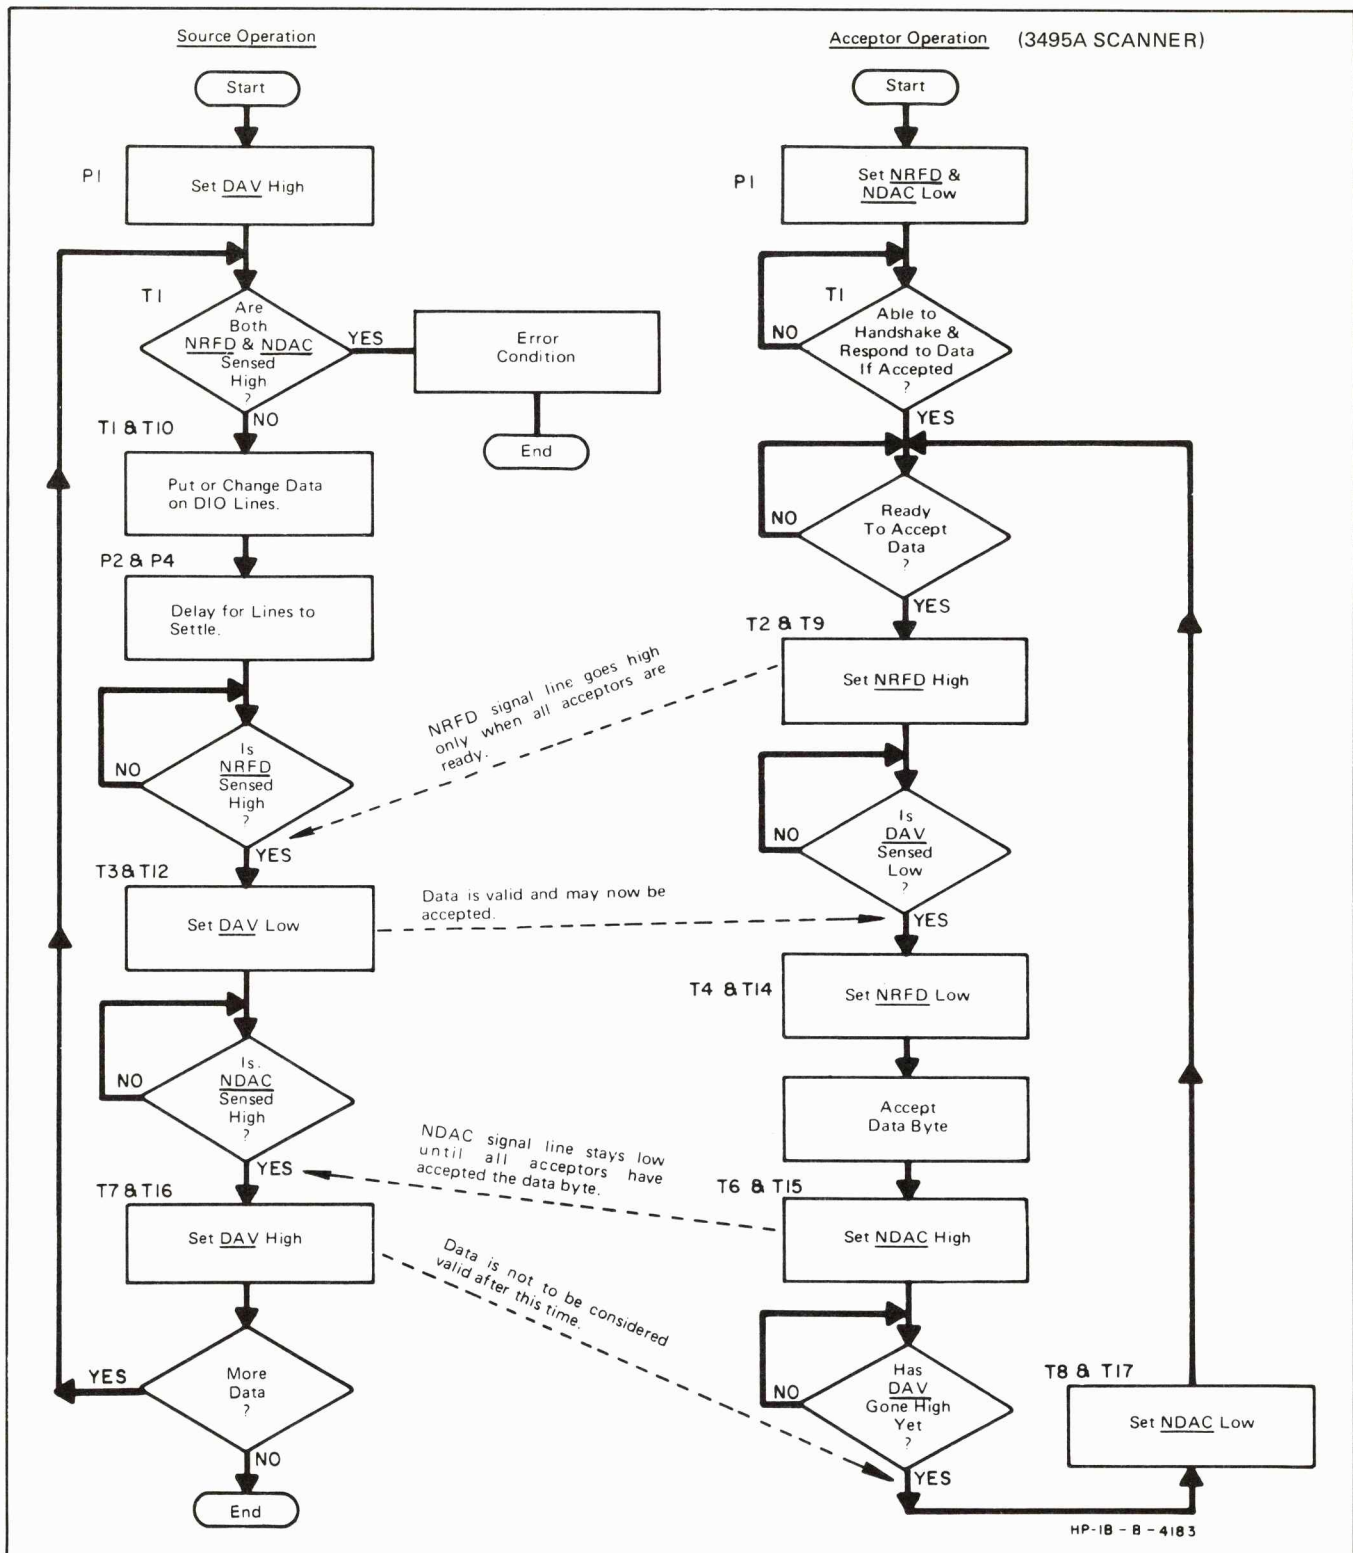 Source Operation
Start
P1
Set DAV High
T1
Are
Both
NRFD & NDAC
Sensed
High
?
YES
Error
Condition
End
NO
T1 & T10
Put or Change Data
on DIO Lines.
P2 & P4
Delay for Lines to
Settle.
Is
NRFD
Sensed
High
?
NO
YES
T3 & T12
Set DAV Low
Is.
NDAC
Sensed
High
?
NO
YES
T7 & T16
Set DAV High
More
Data
?
YES
NO
End
NRFD signal line goes high
only when all acceptors are
ready.
Data is valid and may now be
accepted.
NDAC signal line stays low
until all acceptors have
accepted the data byte.
Data is not to be considered
valid after this time.
Acceptor Operation (3495A SCANNER)
Start
P1
Set NRFD &
NDAC Low
T1
Able to
Handshake &
Respond to Data
If Accepted
?
NO
YES
Ready
To Accept
Data
?
NO
YES
T2 & T9
Set NRFD High
Is
DAV
Sensed
Low
?
NO
YES
T4 & T14
Set NRFD Low
Accept
Data Byte
T6 & T15
Set NDAC High
Has
DAV
Gone High
Yet
?
NO
YES
T8 & T17
Set NDAC Low
HP-IB - B - 4183